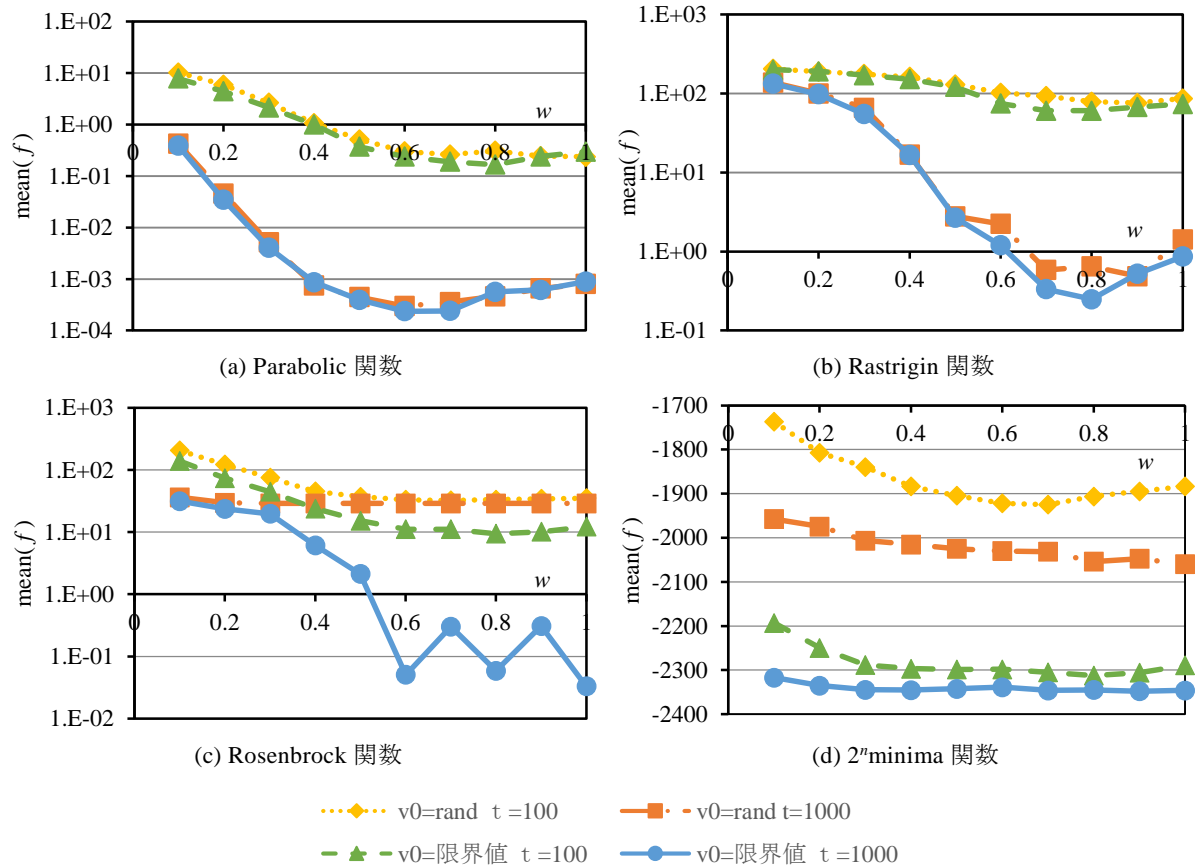 1.E+02
1.E+01
1.E+00
1.E-01
1.E-02
1.E-03
1.E-04
0
0.2
0.4
0.6
0.8
1
w
mean(f)
(a) Parabolic 関数
1.E+03
1.E+02
1.E+01
1.E+00
1.E-01
0
0.2
0.4
0.6
0.8
1
w
mean(f)
(b) Rastrigin 関数
1.E+03
1.E+02
1.E+01
1.E+00
1.E-01
1.E-02
0
0.2
0.4
0.6
0.8
1
w
mean(f)
(c) Rosenbrock 関数
-1700
-1800
-1900
-2000
-2100
-2200
-2300
-2400
0
0.2
0.4
0.6
0.8
1
w
mean(f)
(d) 2ⁿminima 関数
v0=rand ｔ=100
v0=rand t=1000
v0=限界値 ｔ=100
v0=限界値 ｔ=1000